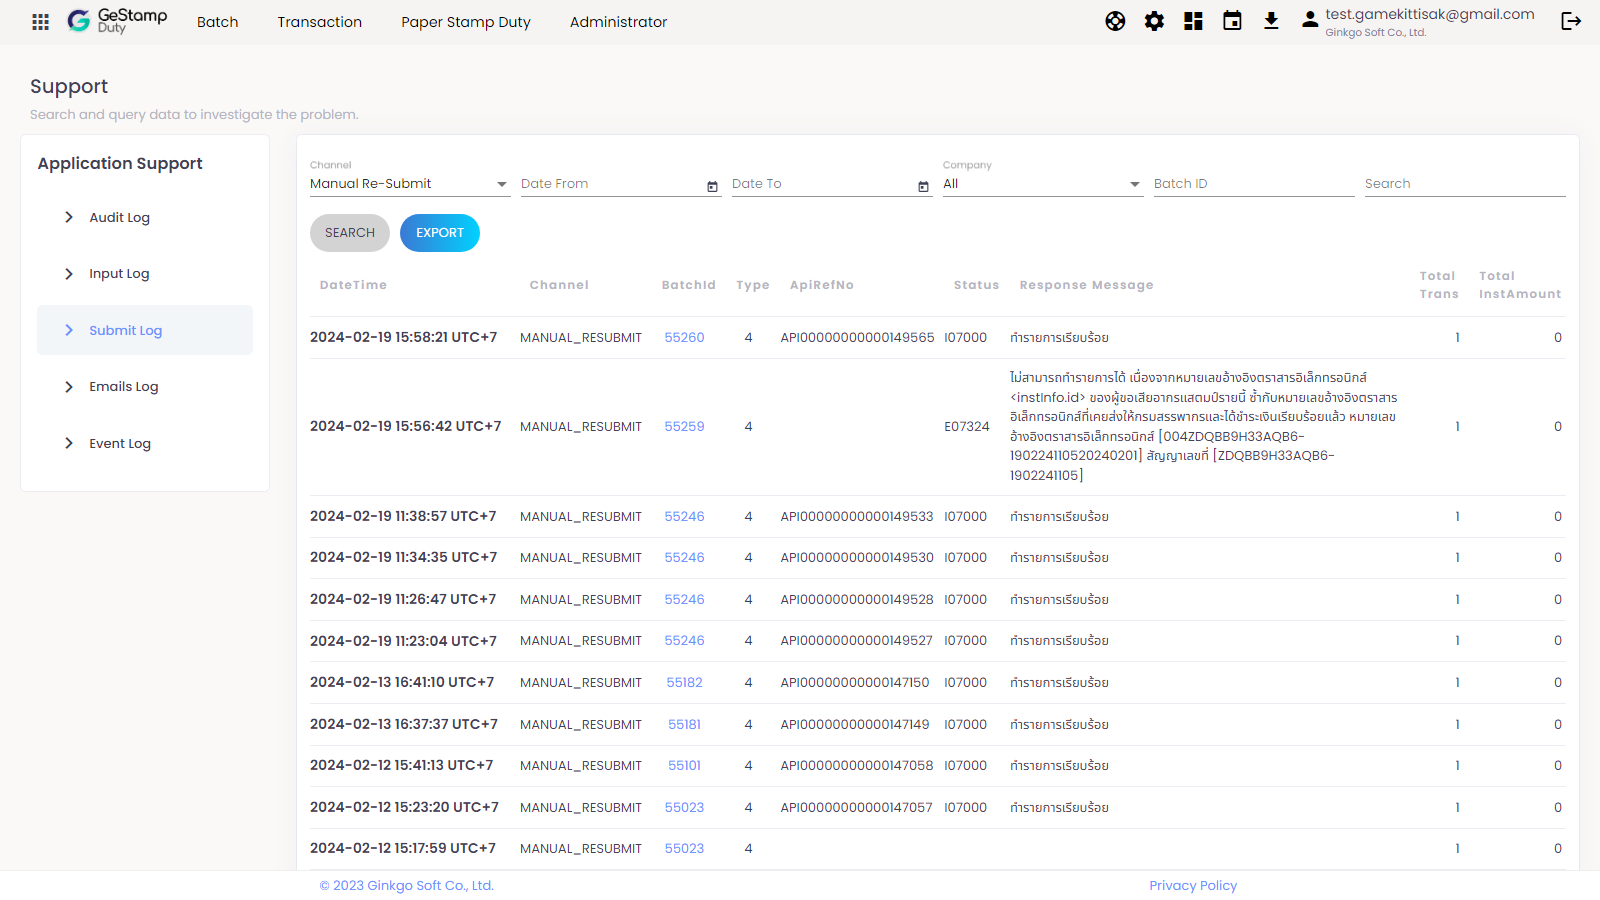 GeStamp
Duty
Batch
Transaction
Paper Stamp Duty
Administrator
test.gamekittisak@gmail.com
Ginkgo Soft Co., Ltd.
Support
Search and query data to investigate the problem.
Application Support
Audit Log
Input Log
Submit Log
Emails Log
Event Log
Channel
Manual Re-Submit
Date From
Date To
Company
All
Batch ID
Search
SEARCH
EXPORT
DateTime Channel BatchId Type ApiRefNo Status Response Message Total Trans Total InstAmount
2024-02-19 15:58:21 UTC+7 MANUAL_RESUBMIT 55260 4 API00000000000149565 I07000 ทำรายการเรียบร้อย 1 0
2024-02-19 15:56:42 UTC+7 MANUAL_RESUBMIT 55259 4 E07324
ไม่สามารถทำรายการได้ เนื่องจากหมายเลขอ้างอิงตราสารอิเล็กทรอนิกส์
<instInfo.id> ของผู้ขอเสียอากรแสตมป์รายนี้ ซ้ำกับหมายเลขอ้างอิงตราสาร
อิเล็กทรอนิกส์ที่เคยส่งให้กรมสรรพากรและได้ชำระเงินเรียบร้อยแล้ว หมายเลข
อ้างอิงตราสารอิเล็กทรอนิกส์ [004ZDQBB9H33AQB6-
190224110520240201] สัญญาเลขที่ [ZDQBB9H33AQB6-
1902241105]
1 0
2024-02-19 11:38:57 UTC+7 MANUAL_RESUBMIT 55246 4 API00000000000149533 I07000 ทำรายการเรียบร้อย 1 0
2024-02-19 11:34:35 UTC+7 MANUAL_RESUBMIT 55246 4 API00000000000149530 I07000 ทำรายการเรียบร้อย 1 0
2024-02-19 11:26:47 UTC+7 MANUAL_RESUBMIT 55246 4 API00000000000149528 I07000 ทำรายการเรียบร้อย 1 0
2024-02-19 11:23:04 UTC+7 MANUAL_RESUBMIT 55246 4 API00000000000149527 I07000 ทำรายการเรียบร้อย 1 0
2024-02-13 16:41:10 UTC+7 MANUAL_RESUBMIT 55182 4 API00000000000147150 I07000 ทำรายการเรียบร้อย 1 0
2024-02-13 16:37:37 UTC+7 MANUAL_RESUBMIT 55181 4 API00000000000147149 I07000 ทำรายการเรียบร้อย 1 0
2024-02-12 15:41:13 UTC+7 MANUAL_RESUBMIT 55101 4 API00000000000147058 I07000 ทำรายการเรียบร้อย 1 0
2024-02-12 15:23:20 UTC+7 MANUAL_RESUBMIT 55023 4 API00000000000147057 I07000 ทำรายการเรียบร้อย 1 0
2024-02-12 15:17:59 UTC+7 MANUAL_RESUBMIT 55023 4 1 0
© 2023 Ginkgo Soft Co., Ltd.
Privacy Policy